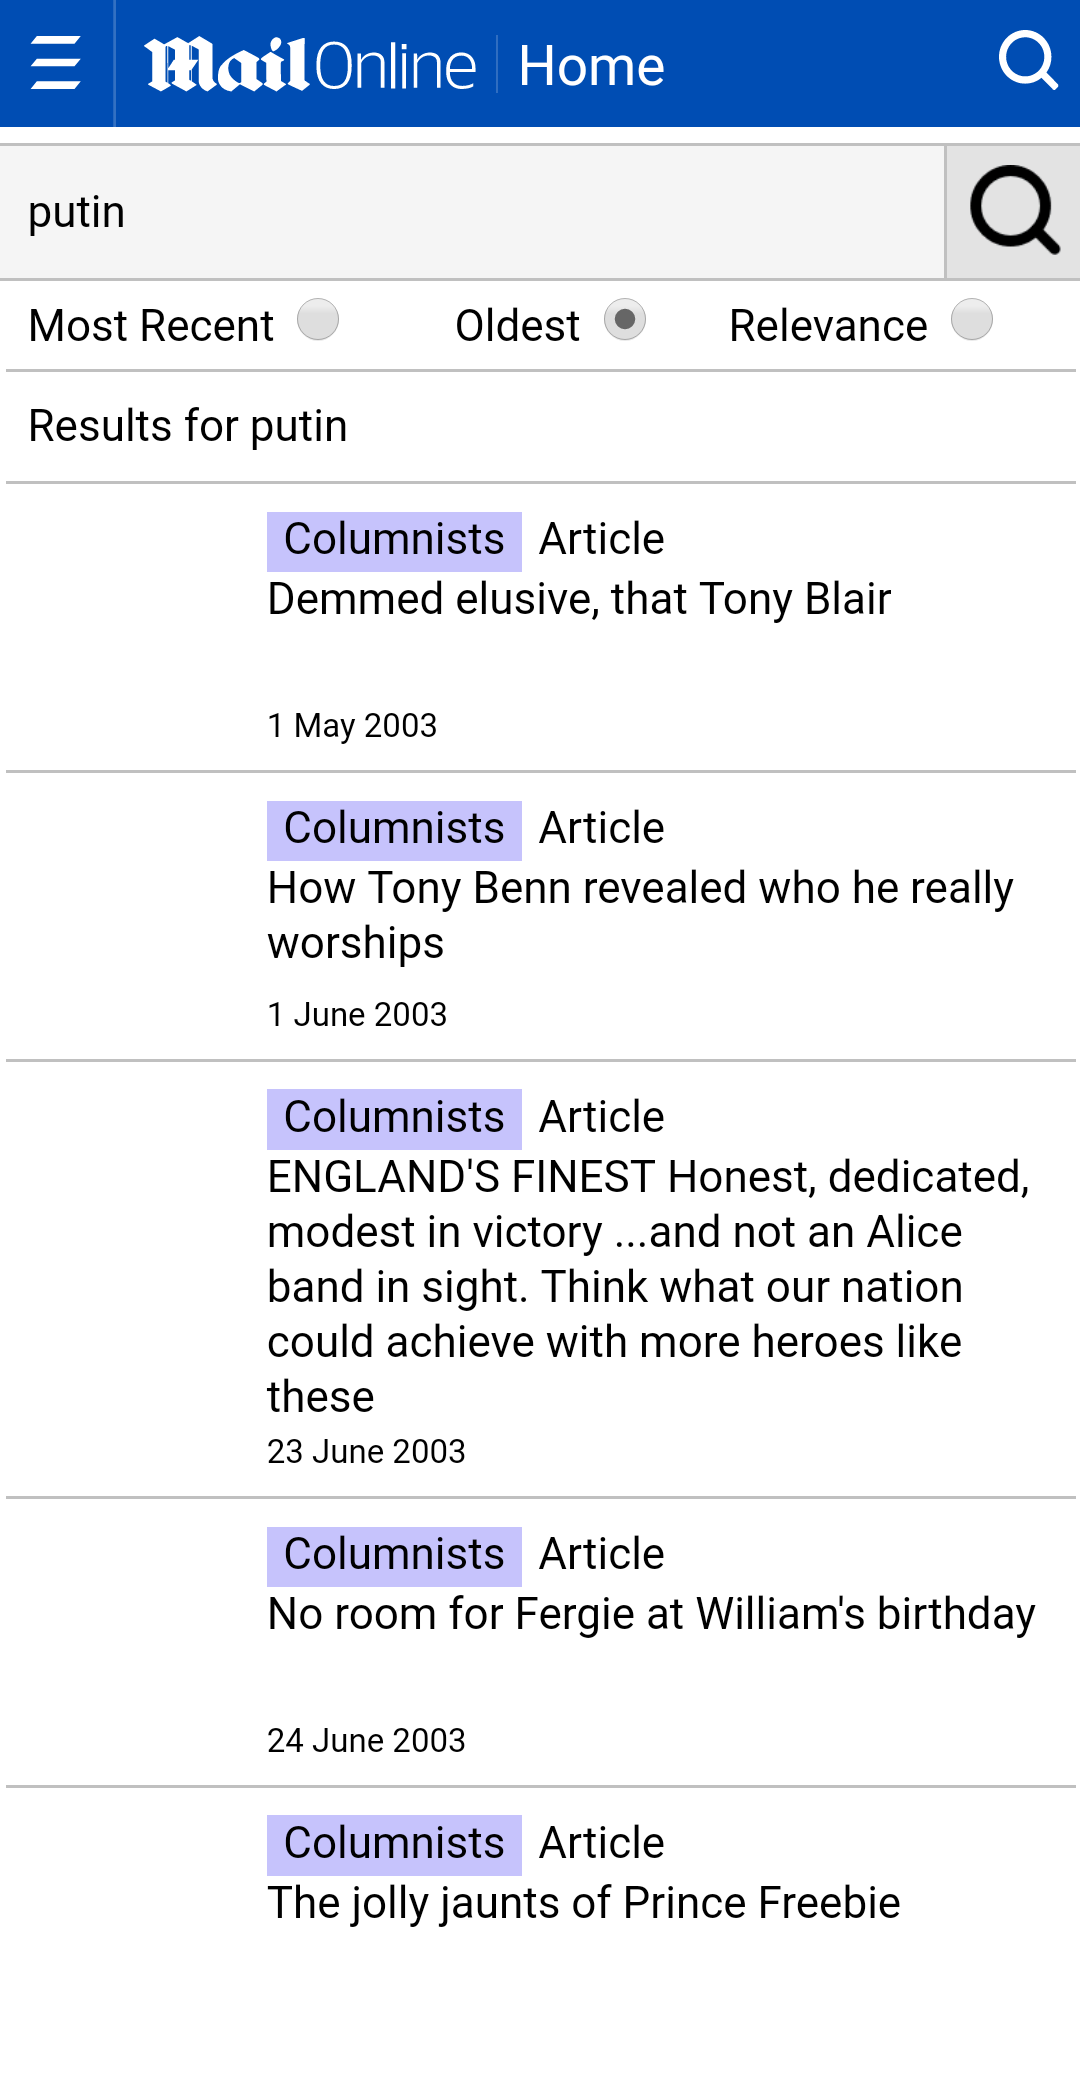 Mail Online Home
putin
Most Recent Oldest Relevance
Results for putin
Columnists Article
Demmed elusive, that Tony Blair
1 May 2003
Columnists Article
How Tony Benn revealed who he really
worships
1 June 2003
Columnists Article
ENGLAND'S FINEST Honest, dedicated,
modest in victory ...and not an Alice
band in sight. Think what our nation
could achieve with more heroes like
these
23 June 2003
Columnists Article
No room for Fergie at William's birthday
24 June 2003
Columnists Article
The jolly jaunts of Prince Freebie